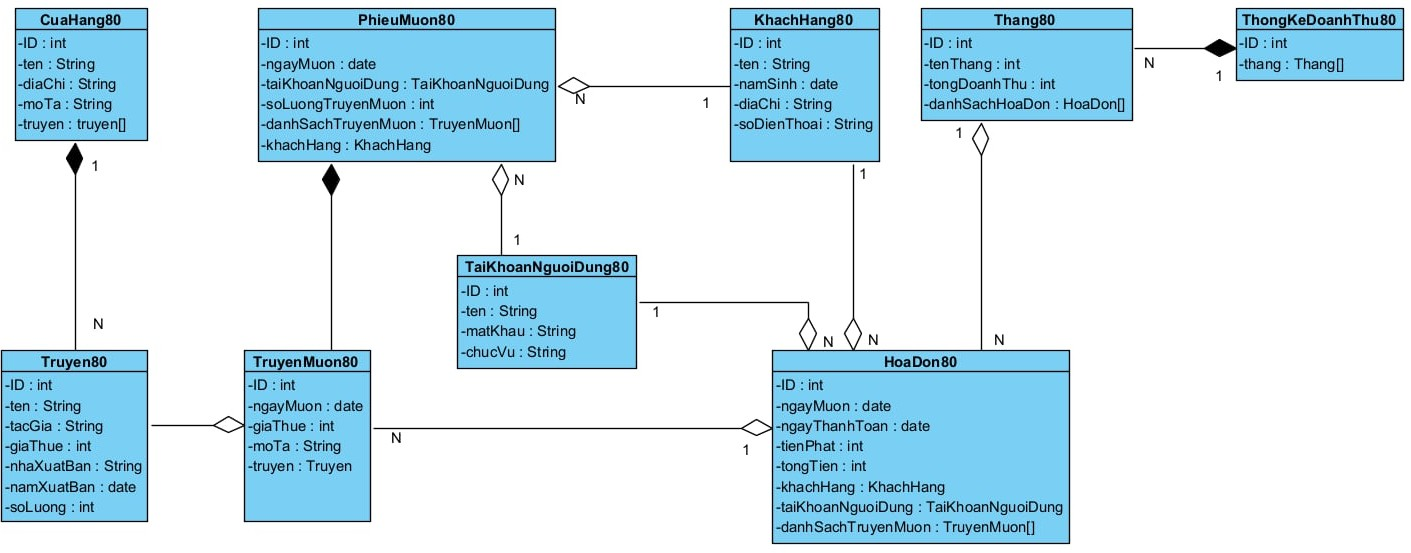 CuaHang80
-ID : int
-ten : String
-diaChi : String
-moTa : String
-truyen : truyen[]
1
N
PhieuMuon80
-ID : int
-ngayMuon : date
-taiKhoanNguoiDung : TaiKhoanNguoiDung
-soLuongTruyenMuon : int
-danhSachTruyenMuon : TruyenMuon[]
-khachHang : KhachHang
N
1
N
1
KhachHang80
-ID : int
-ten : String
-namSinh : date
-diaChi : String
-soDienThoai : String
1
N
Thang80
-ID : int
-tenThang : int
-tongDoanhThu : int
-danhSachHoaDon : HoaDon[]
N
1
1
N
ThongKeDoanhThu80
-ID : int
-thang : Thang[]
TaiKhoanNguoiDung80
-ID : int
-ten : String
-matKhau : String
-chucVu : String
1
N
Truyen80
-ID : int
-ten : String
-tacGia : String
-giaThue : int
-nhaXuatBan : String
-namXuatBan : date
-soLuong : int
TruyenMuon80
-ID : int
-ngayMuon : date
-giaThue : int
-moTa : String
-truyen : Truyen
N
1
HoaDon80
-ID : int
-ngayMuon : date
-ngayThanhToan : date
-tienPhat : int
-tongTien : int
-khachHang : KhachHang
-taiKhoanNguoiDung : TaiKhoanNguoiDung
-danhSachTruyenMuon : TruyenMuon[]